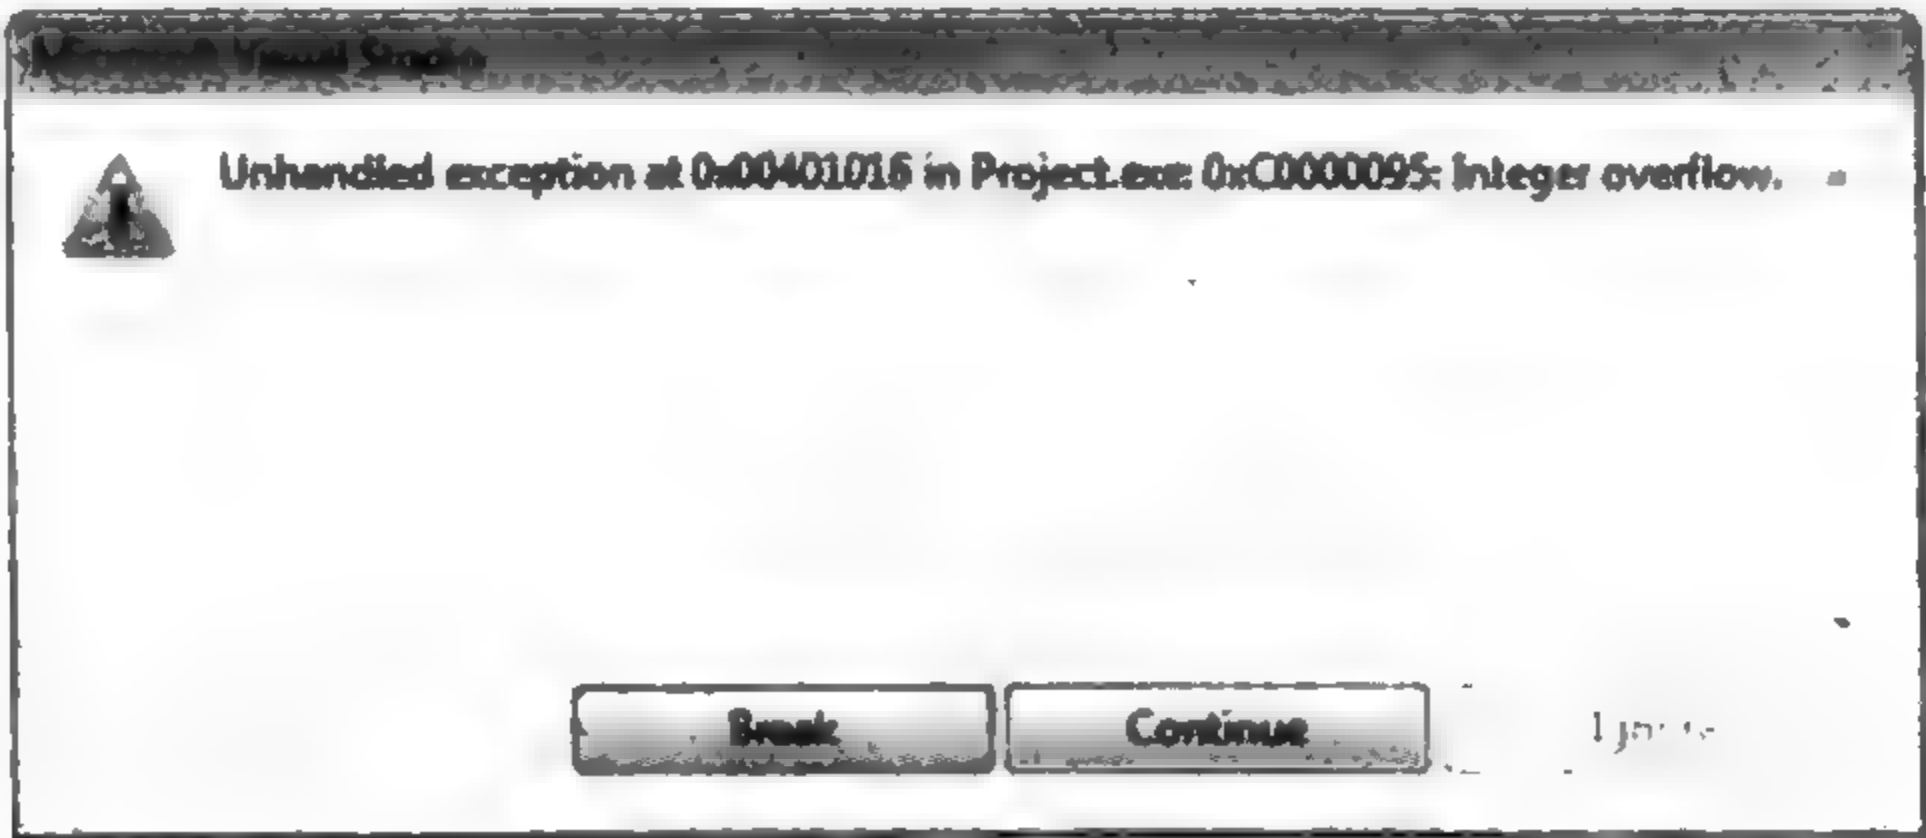 Microsoft Visual Studio
Unhandled exception at 0x00401016 in Project.exe: 0xC0000095: Integer overflow.
Break
Continue